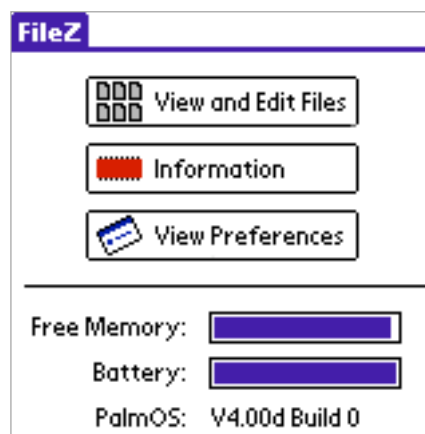 FileZ
View and Edit Files
Information
View Preferences
Free Memory:
Battery:
PalmOS: V4.00d Build 0